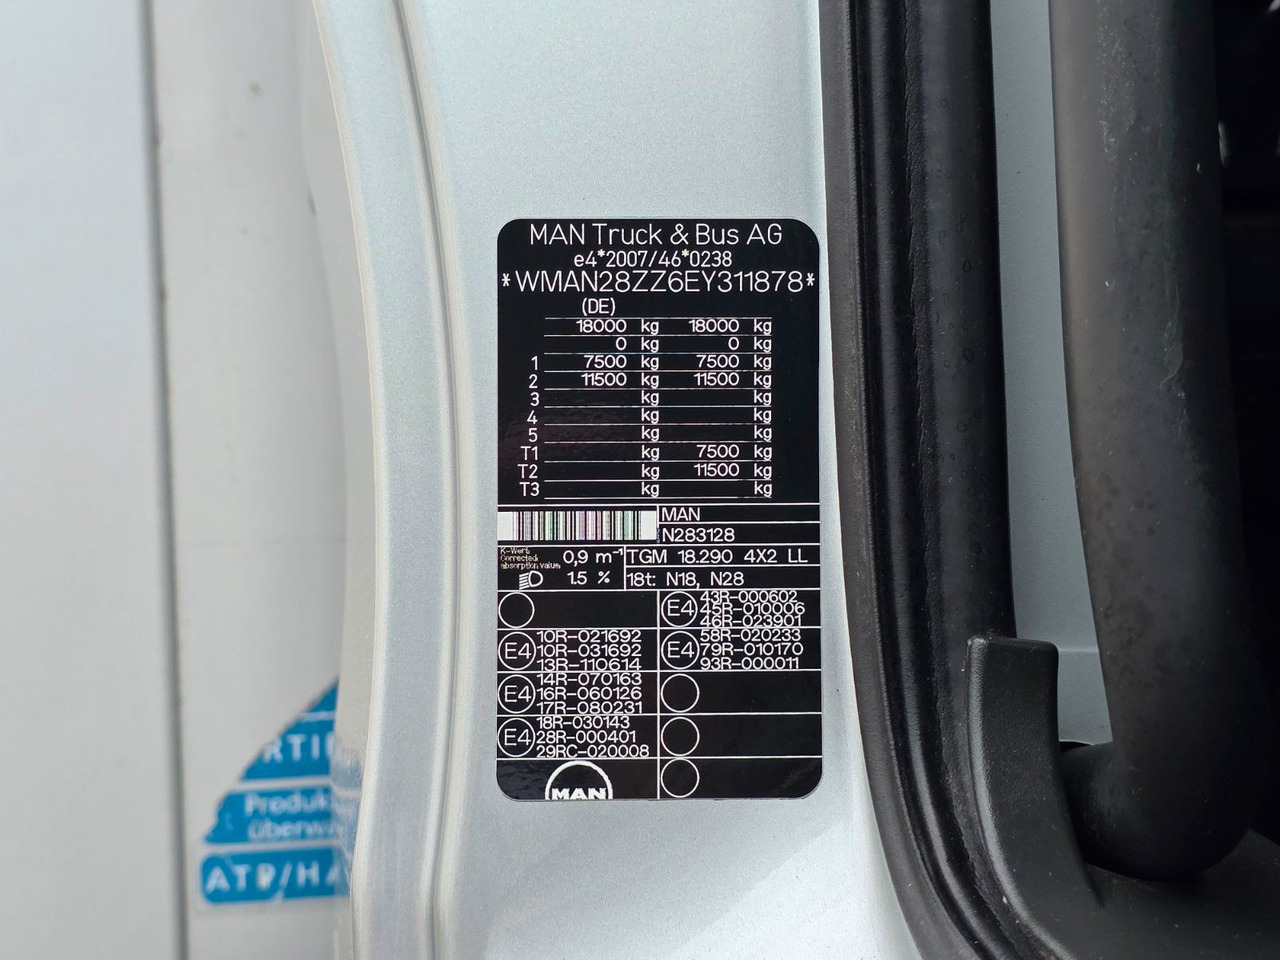 MAN Truck & Bus AG
e4*2007/46*0238
*WMAN28ZZ6EY311878*
(DE)
18000 kg 18000 kg
0 kg 0 kg
1 7500 kg 7500 kg
2 11500 kg 11500 kg
3 kg kg
4 kg kg
5 kg kg
T1 kg 7500 kg
T2 kg 11500 kg
T3 kg kg
MAN
N283128
K-Wert:
Corrected
absorption value
0,9 m⁻¹
TGM 18.290 4X2 LL
1.5 %
18t: N18, N28
E4
43R-000602
45R-010006
46R-023901
E4
10R-021692
10R-031692
13R-110614
E4
58R-020233
79R-010170
93R-000011
E4
14R-070163
16R-060126
17R-080231
E4
18R-030143
28R-000401
29RC-020008
MAN
RTI
Produk
überw
ATP/HA